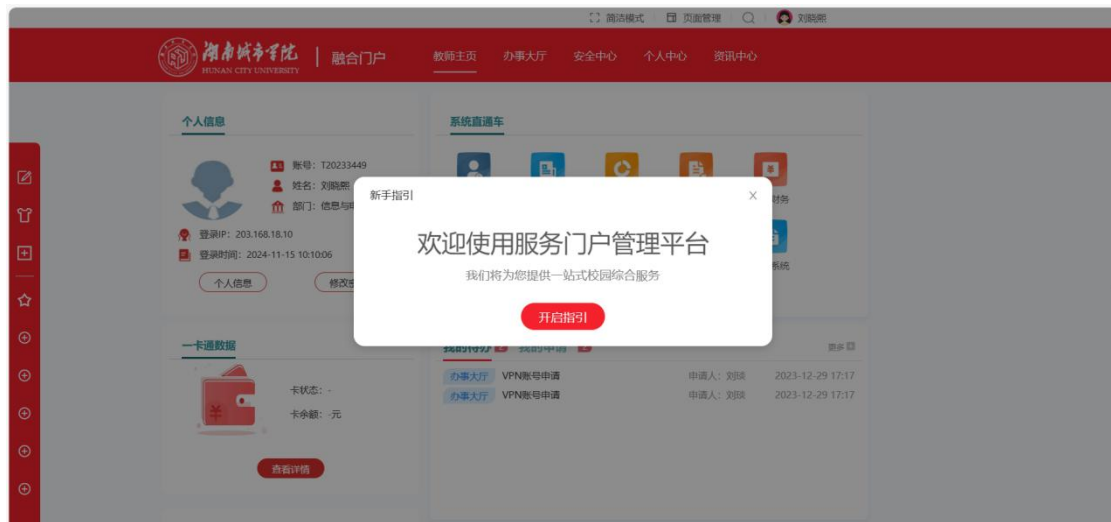 简洁模式 页面管理 刘晓熙
湖南城市学院 融合门户 教师主页 办事大厅 安全中心 个人中心 资讯中心
HUNAN CITY UNIVERSITY
个人信息 系统直通车
账号：T20233449
姓名：刘晓熙
部门：信息与
登录IP：203.168.18.10
登录时间：2024-11-15 10:10:06
个人信息 修改
新手指引
欢迎使用服务门户管理平台
我们将为您提供一站式校园综合服务
开启指引
财务
系统
一卡通数据
我的待办 2 我的申请 2 更多
卡状态：-
卡余额：-元
查看详情
办事大厅 VPN账号申请 申请人：刘琰 2023-12-29 17:17
办事大厅 VPN账号申请 申请人：刘琰 2023-12-29 17:17